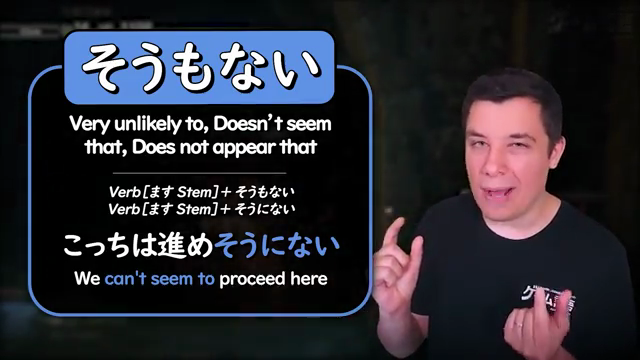 そうもない
Very unlikely to, Doesn't seem
that, Does not appear that
Verb［ます Stem］+ そうもない
Verb［ます Stem］+ そうにない
こっちは進めそうにない
We can't seem to proceed here